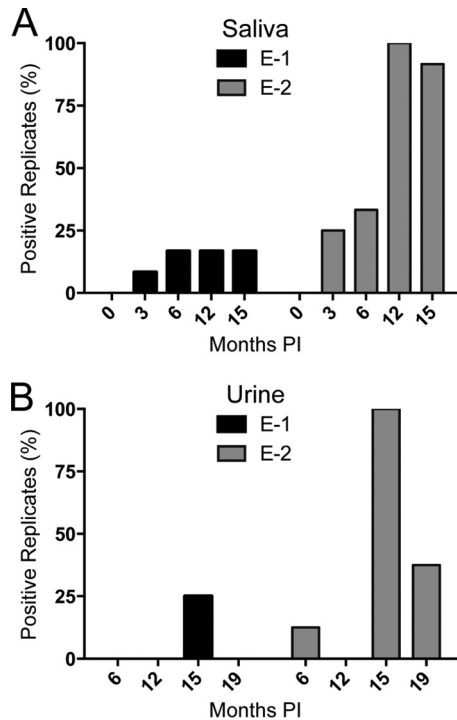 A
Saliva
E-1
E-2
Positive Replicates (%)
100
75
50
25
0
0 3 6 12 15 0 3 6 12 15
Months PI
B
Urine
E-1
E-2
Positive Replicates (%)
100
75
50
25
0
6 12 15 19 6 12 15 19
Months PI